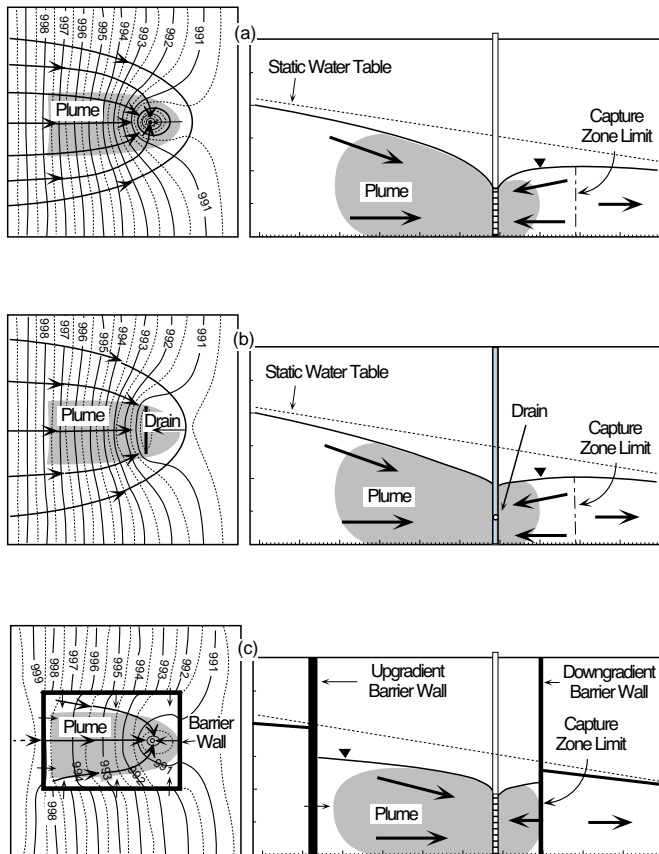 998
997
996
995
994
993
992
991
(a)
Plume
991
Static Water Table
Capture
Zone Limit
Plume
998
997
996
995
994
993
992
991
(b)
Plume
Drain
Static Water Table
Drain
Capture
Zone Limit
Plume
999
998
997
996
995
994
993
992
991
(c)
Plume
Barrier
Wall
994
993
992
991
998
Upgradient
Barrier Wall
Downgradient
Barrier Wall
Capture
Zone Limit
Plume